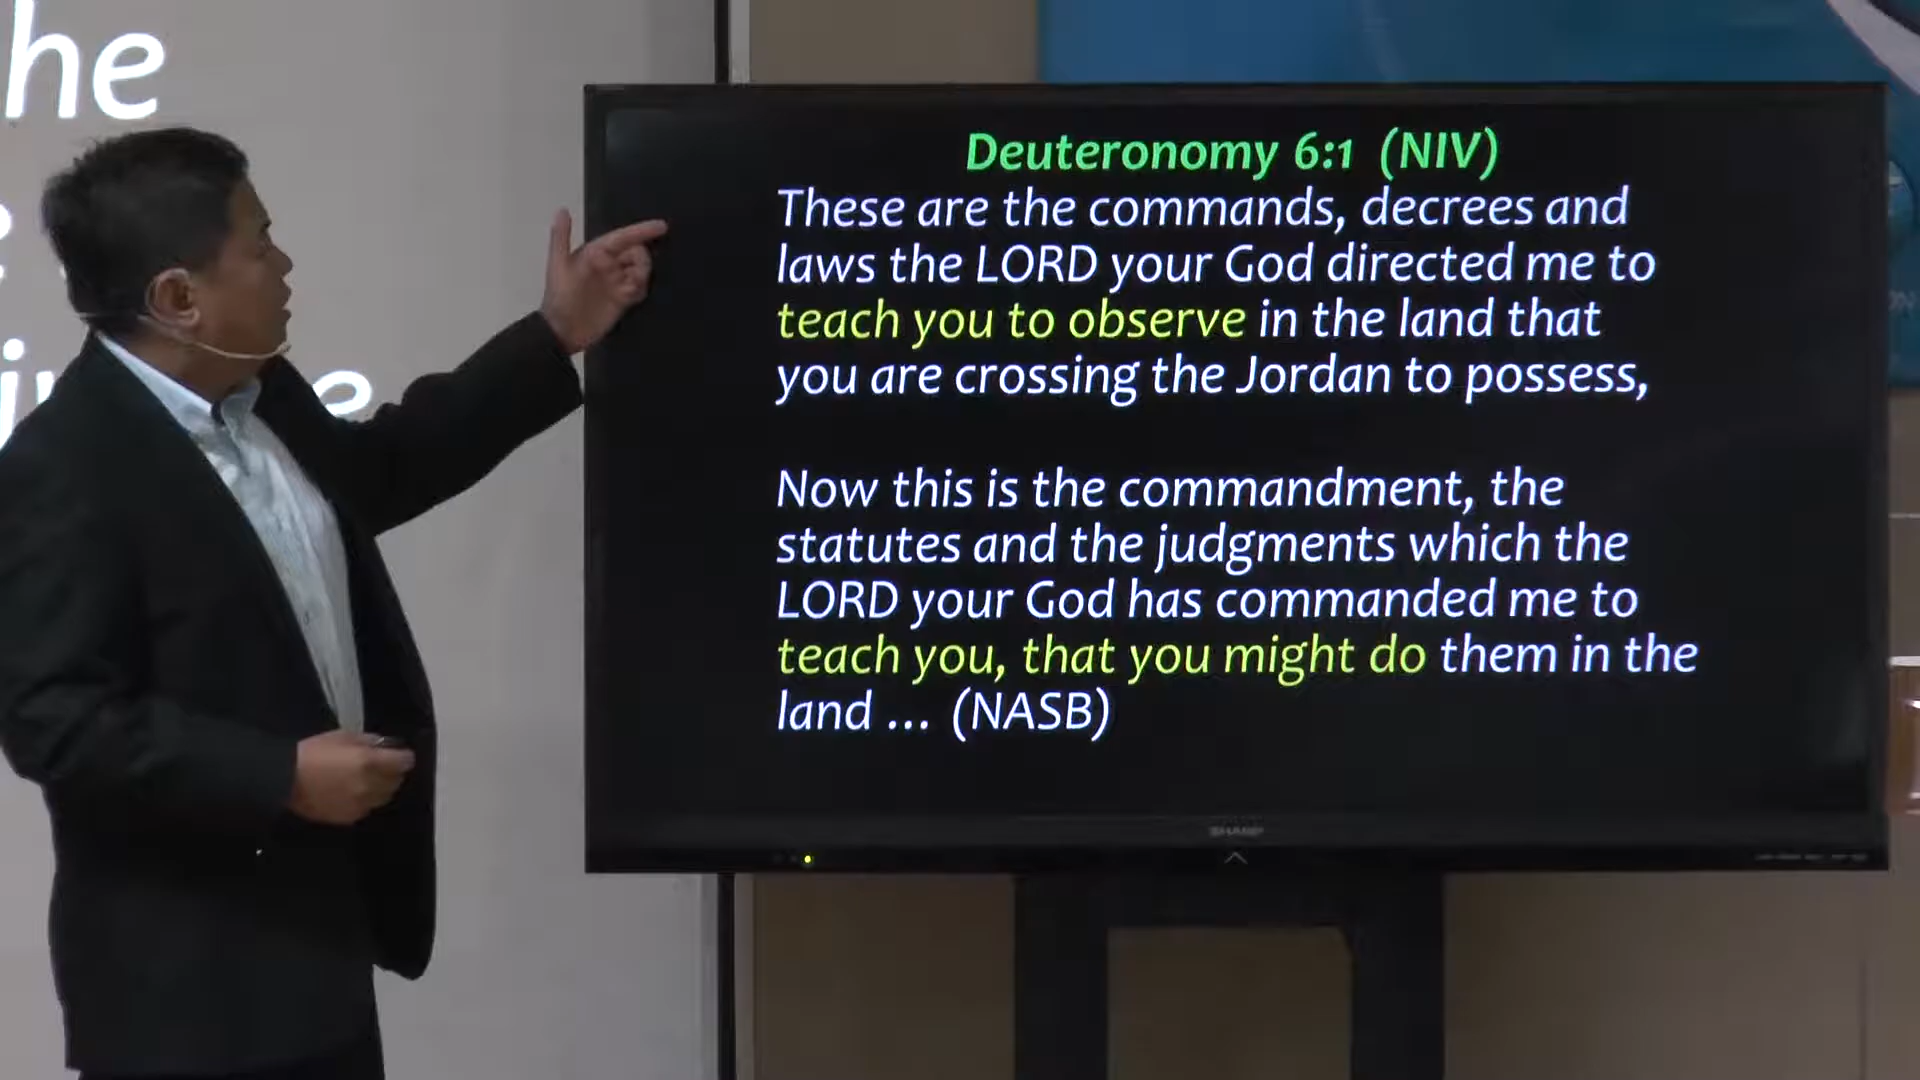 he
Deuteronomy 6:1 (NIV)
These are the commands, decrees and
laws the LORD your God directed me to
teach you to observe in the land that
you are crossing the Jordan to possess,
Now this is the commandment, the
statutes and the judgments which the
LORD your God has commanded me to
teach you, that you might do them in the
land ... (NASB)
SHARP